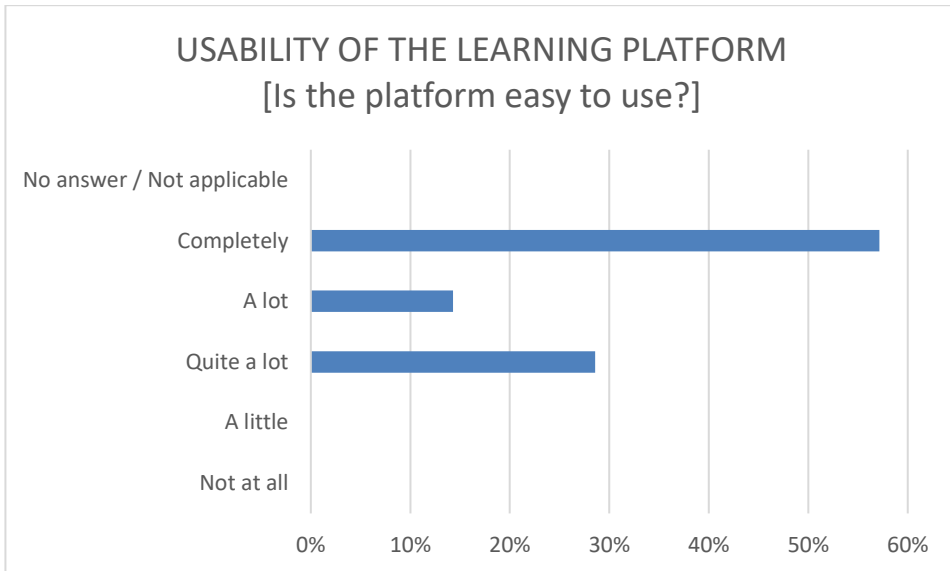 USABILITY OF THE LEARNING PLATFORM
[Is the platform easy to use?]
No answer / Not applicable
Completely
A lot
Quite a lot
A little
Not at all
0% 10% 20% 30% 40% 50% 60%